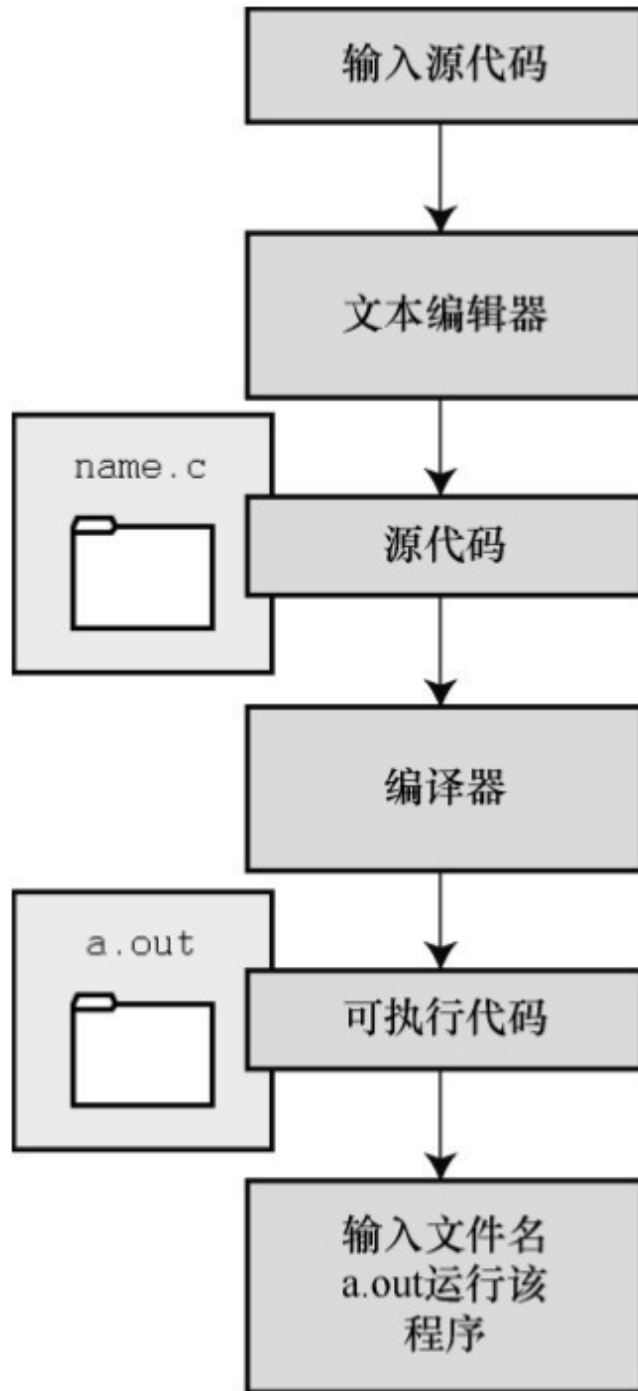 输入源代码
文本编辑器
name.c
源代码
编译器
a.out
可执行代码
输入文件名
a.out运行该
程序